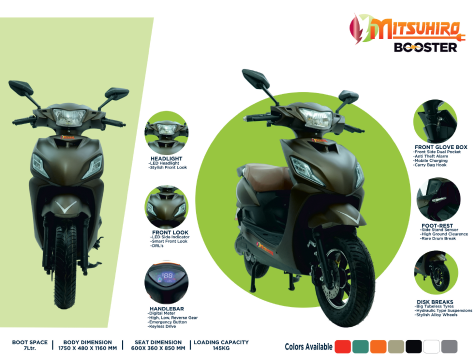 MITSUHIRO
BOOSTER
HEADLIGHT
-LED Headlight
-Stylish Front Look
FRONT LOOK
-LED Side Indicator
-Smart Front Look
-DRL's
HANDLEBAR
-Digital Meter
-High, Low, Reverse Gear
-Emergency Button
-Keyless Drive
FRONT GLOVE BOX
-Front Side Dual Pocket
-Anti Theft Alarm
-Mobile Charging
-Carry Bag Hook
FOOT-REST
-Side Stand Sensor
-High Ground Clearance
-Rare Drum Break
DISK BREAKS
-Big Tubeless Tyres
-Hydraulic Type Suspensions
-Stylish Alloy Wheels
BOOT SPACE
7Ltr.
BODY DIMENSION
1750 X 480 X 1160 MM
SEAT DIMENSION
600X 360 X 850 MM
LOADING CAPACITY
145KG
Colors Available